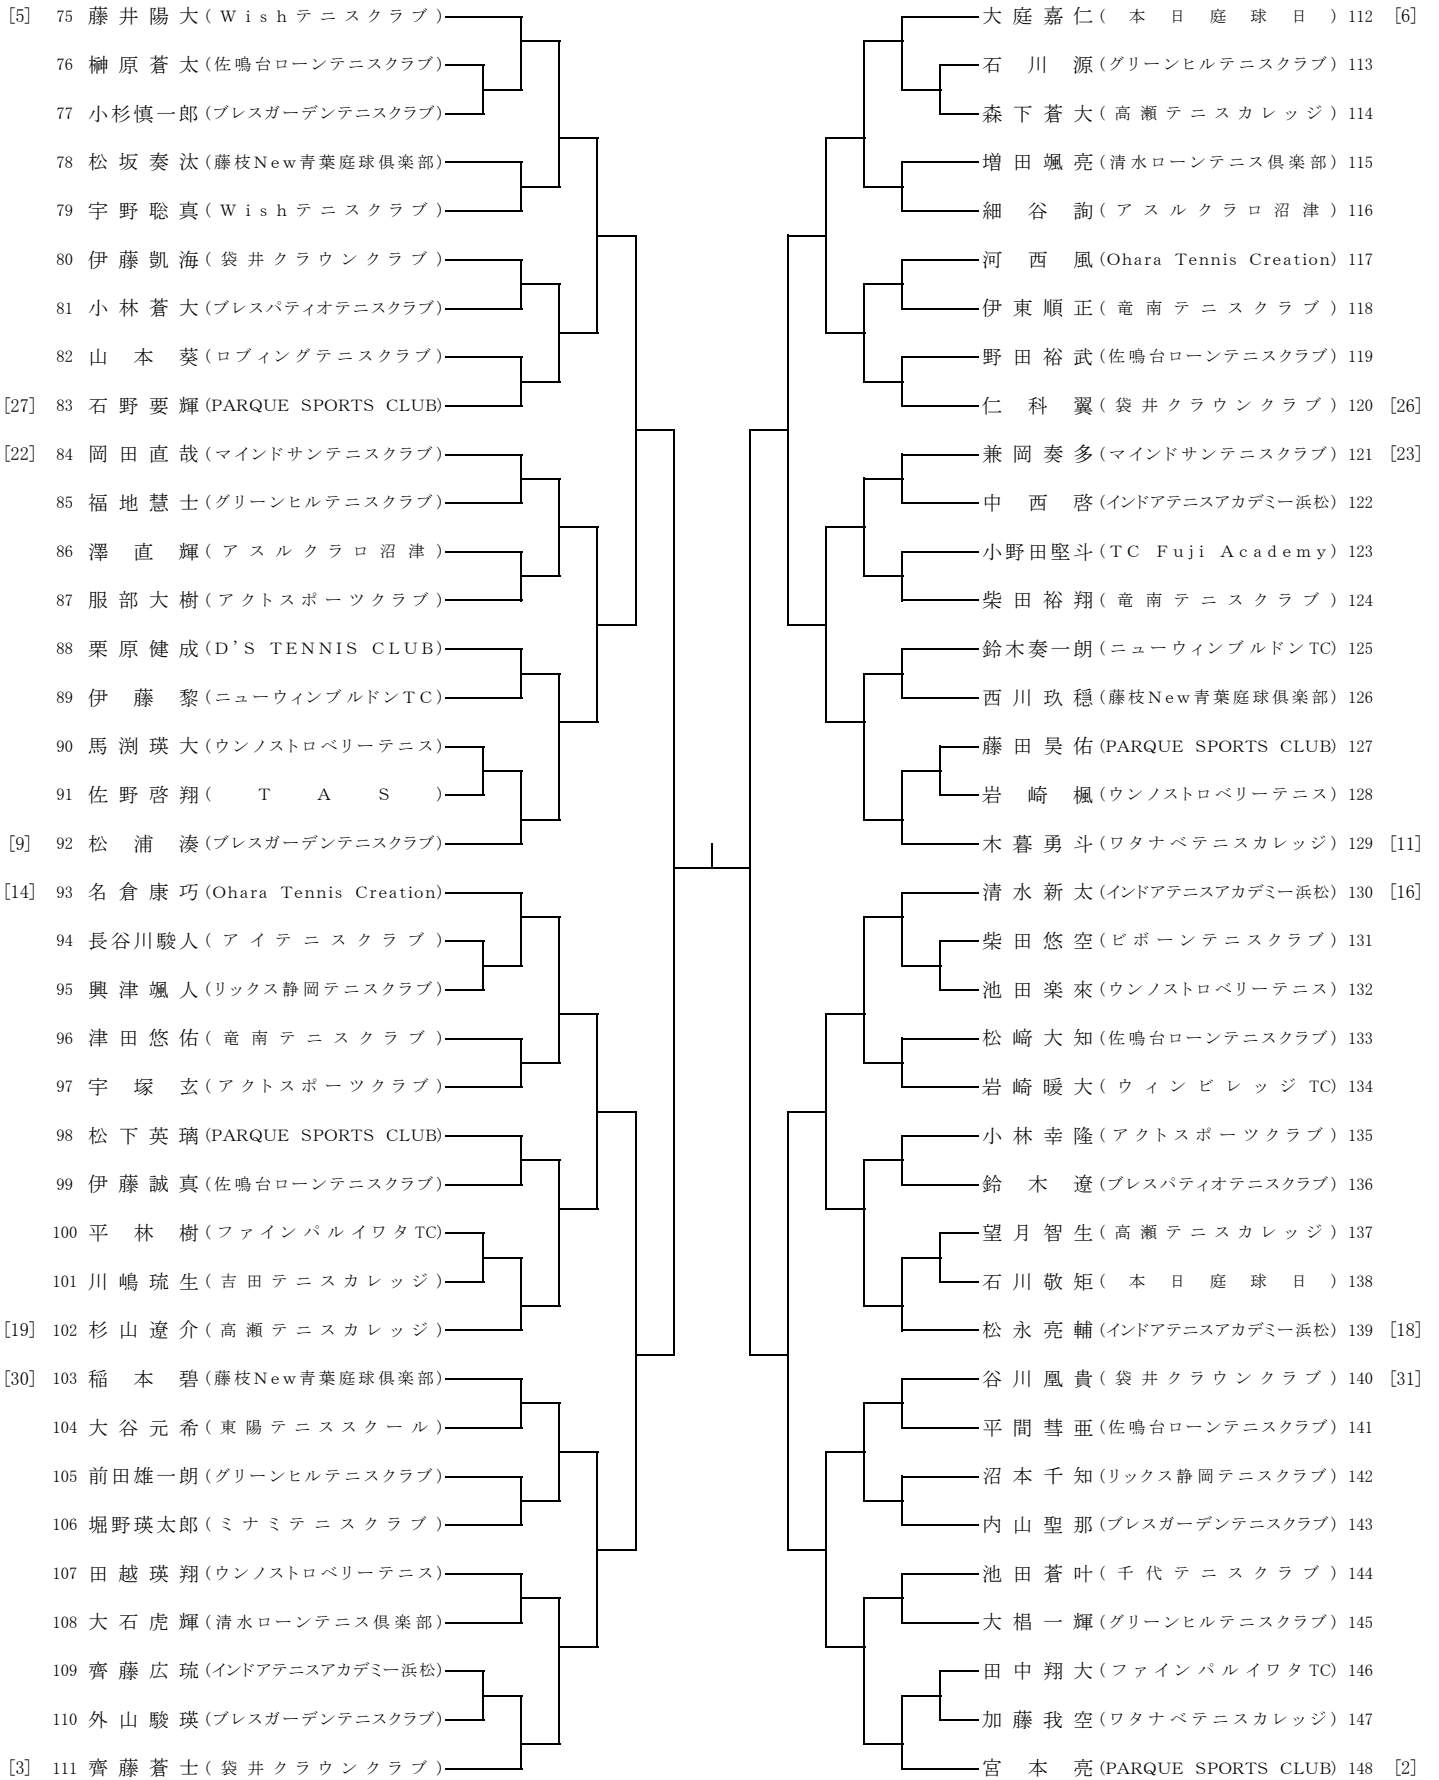 [5] 75 藤井陽大(Wishテニスクラブ)
76 榊原蒼太(佐鳴台ローンテニスクラブ)
77 小杉慎一郎(ブレスガーデンテニスクラブ)
78 松坂奏汰(藤枝New青葉庭球倶楽部)
79 宇野聡真(Wishテニスクラブ)
80 伊藤凱海(袋井クラウンクラブ)
81 小林蒼大(ブレスパティオテニスクラブ)
82 山本葵(ロブィングテニスクラブ)
[27] 83 石野要輝(PARQUE SPORTS CLUB)
[22] 84 岡田直哉(マインドサンテニスクラブ)
85 福地慧士(グリーンヒルテニスクラブ)
86 澤直輝(アスルクラロ沼津)
87 服部大樹(アクトスポーツクラブ)
88 栗原健成(D'S TENNIS CLUB)
89 伊藤黎(ニューウィンブルドンTC)
90 馬渕瑛大(ウンノストロベリーテニス)
91 佐野啓翔(TAS)
[9] 92 松浦湊(ブレスガーデンテニスクラブ)
[14] 93 名倉康巧(Ohara Tennis Creation)
94 長谷川駿人(アイテニスクラブ)
95 興津颯人(リックス静岡テニスクラブ)
96 津田悠佑(竜南テニスクラブ)
97 宇塚玄(アクトスポーツクラブ)
98 松下英璃(PARQUE SPORTS CLUB)
99 伊藤誠真(佐鳴台ローンテニスクラブ)
100 平林樹(ファインパルイワタTC)
101 川嶋琉生(吉田テニスカレッジ)
[19] 102 杉山遼介(高瀬テニスカレッジ)
[30] 103 稲本碧(藤枝New青葉庭球倶楽部)
104 大谷元希(東陽テニススクール)
105 前田雄一朗(グリーンヒルテニスクラブ)
106 堀野瑛太郎(ミナミテニスクラブ)
107 田越瑛翔(ウンノストロベリーテニス)
108 大石虎輝(清水ローンテニス倶楽部)
109 齊藤広琉(インドアテニスアカデミー浜松)
110 外山駿瑛(ブレスガーデンテニスクラブ)
[3] 111 齊藤蒼士(袋井クラウンクラブ)
大庭嘉仁(本日庭球日) 112 [6]
石川源(グリーンヒルテニスクラブ) 113
森下蒼大(高瀬テニスカレッジ) 114
増田颯亮(清水ローンテニス倶楽部) 115
細谷詢(アスルクラロ沼津) 116
河西風(Ohara Tennis Creation) 117
伊東順正(竜南テニスクラブ) 118
野田裕武(佐鳴台ローンテニスクラブ) 119
仁科翼(袋井クラウンクラブ) 120 [26]
兼岡奏多(マインドサンテニスクラブ) 121 [23]
中西啓(インドアテニスアカデミー浜松) 122
小野田堅斗(TC Fuji Academy) 123
柴田裕翔(竜南テニスクラブ) 124
鈴木奏一朗(ニューウィンブルドンTC) 125
西川玖穏(藤枝New青葉庭球倶楽部) 126
藤田昊佑(PARQUE SPORTS CLUB) 127
岩崎楓(ウンノストロベリーテニス) 128
木暮勇斗(ワタナベテニスカレッジ) 129 [11]
清水新太(インドアテニスアカデミー浜松) 130 [16]
柴田悠空(ビボーンテニスクラブ) 131
池田楽來(ウンノストロベリーテニス) 132
松﨑大知(佐鳴台ローンテニスクラブ) 133
岩崎暖大(ウィンビレッジTC) 134
小林幸隆(アクトスポーツクラブ) 135
鈴木遼(ブレスパティオテニスクラブ) 136
望月智生(高瀬テニスカレッジ) 137
石川敬矩(本日庭球日) 138
松永亮輔(インドアテニスアカデミー浜松) 139 [18]
谷川凰貴(袋井クラウンクラブ) 140 [31]
平間彗亜(佐鳴台ローンテニスクラブ) 141
沼本千知(リックス静岡テニスクラブ) 142
内山聖那(ブレスガーデンテニスクラブ) 143
池田蒼叶(千代テニスクラブ) 144
大椙一輝(グリーンヒルテニスクラブ) 145
田中翔大(ファインパルイワタTC) 146
加藤我空(ワタナベテニスカレッジ) 147
宮本亮(PARQUE SPORTS CLUB) 148 [2]